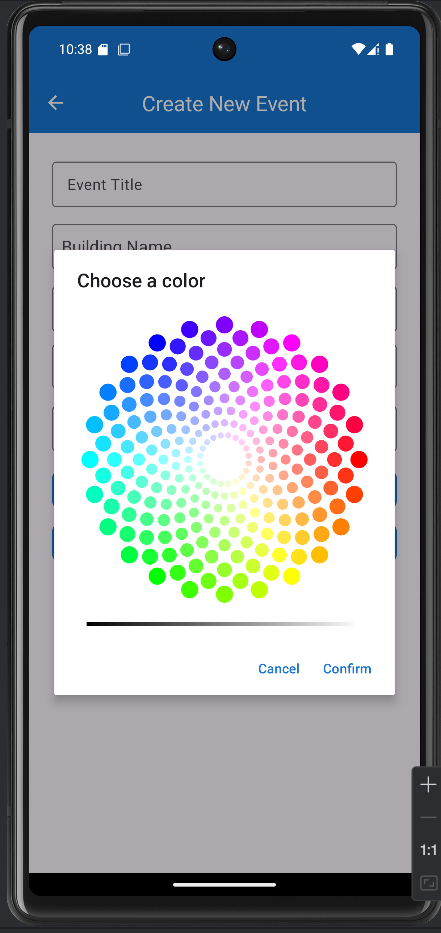 10:38
Create New Event
Event Title
Building Name
Choose a color
Cancel Confirm
1:1